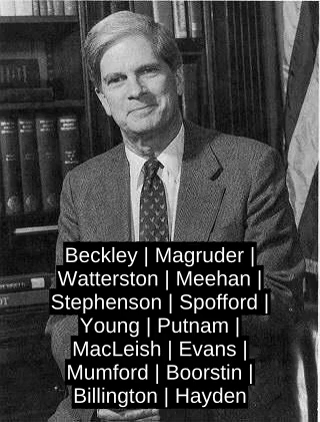 Beckley | Magruder |
Watterston | Meehan |
Stephenson | Spofford |
Young | Putnam |
MacLeish | Evans |
Mumford | Boorstin |
Billington | Hayden